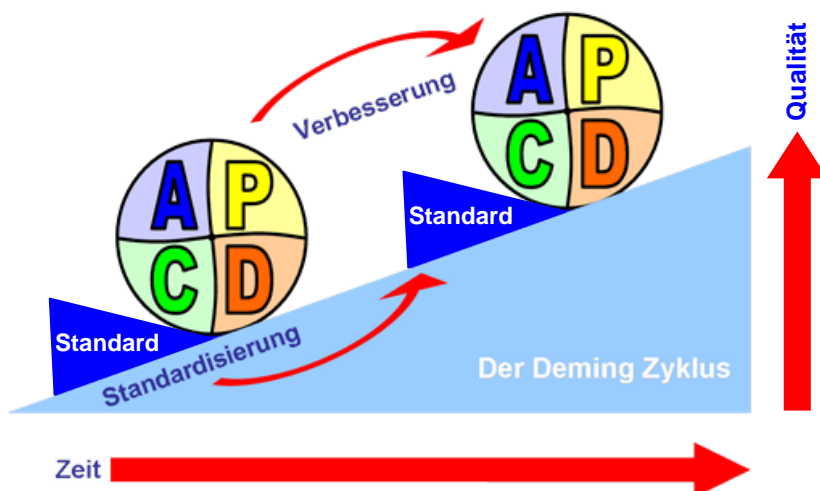 Qualität
A P
C D
Verbesserung
Standard
A P
C D
Standard
Standardisierung
Der Deming Zyklus
Zeit